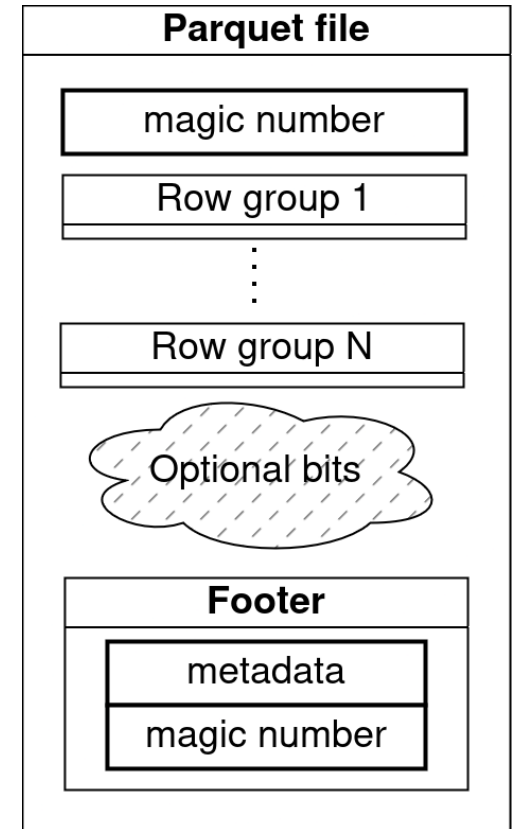 Parquet file
magic number
Row group 1
Row group N
Optional bits
Footer
metadata
magic number